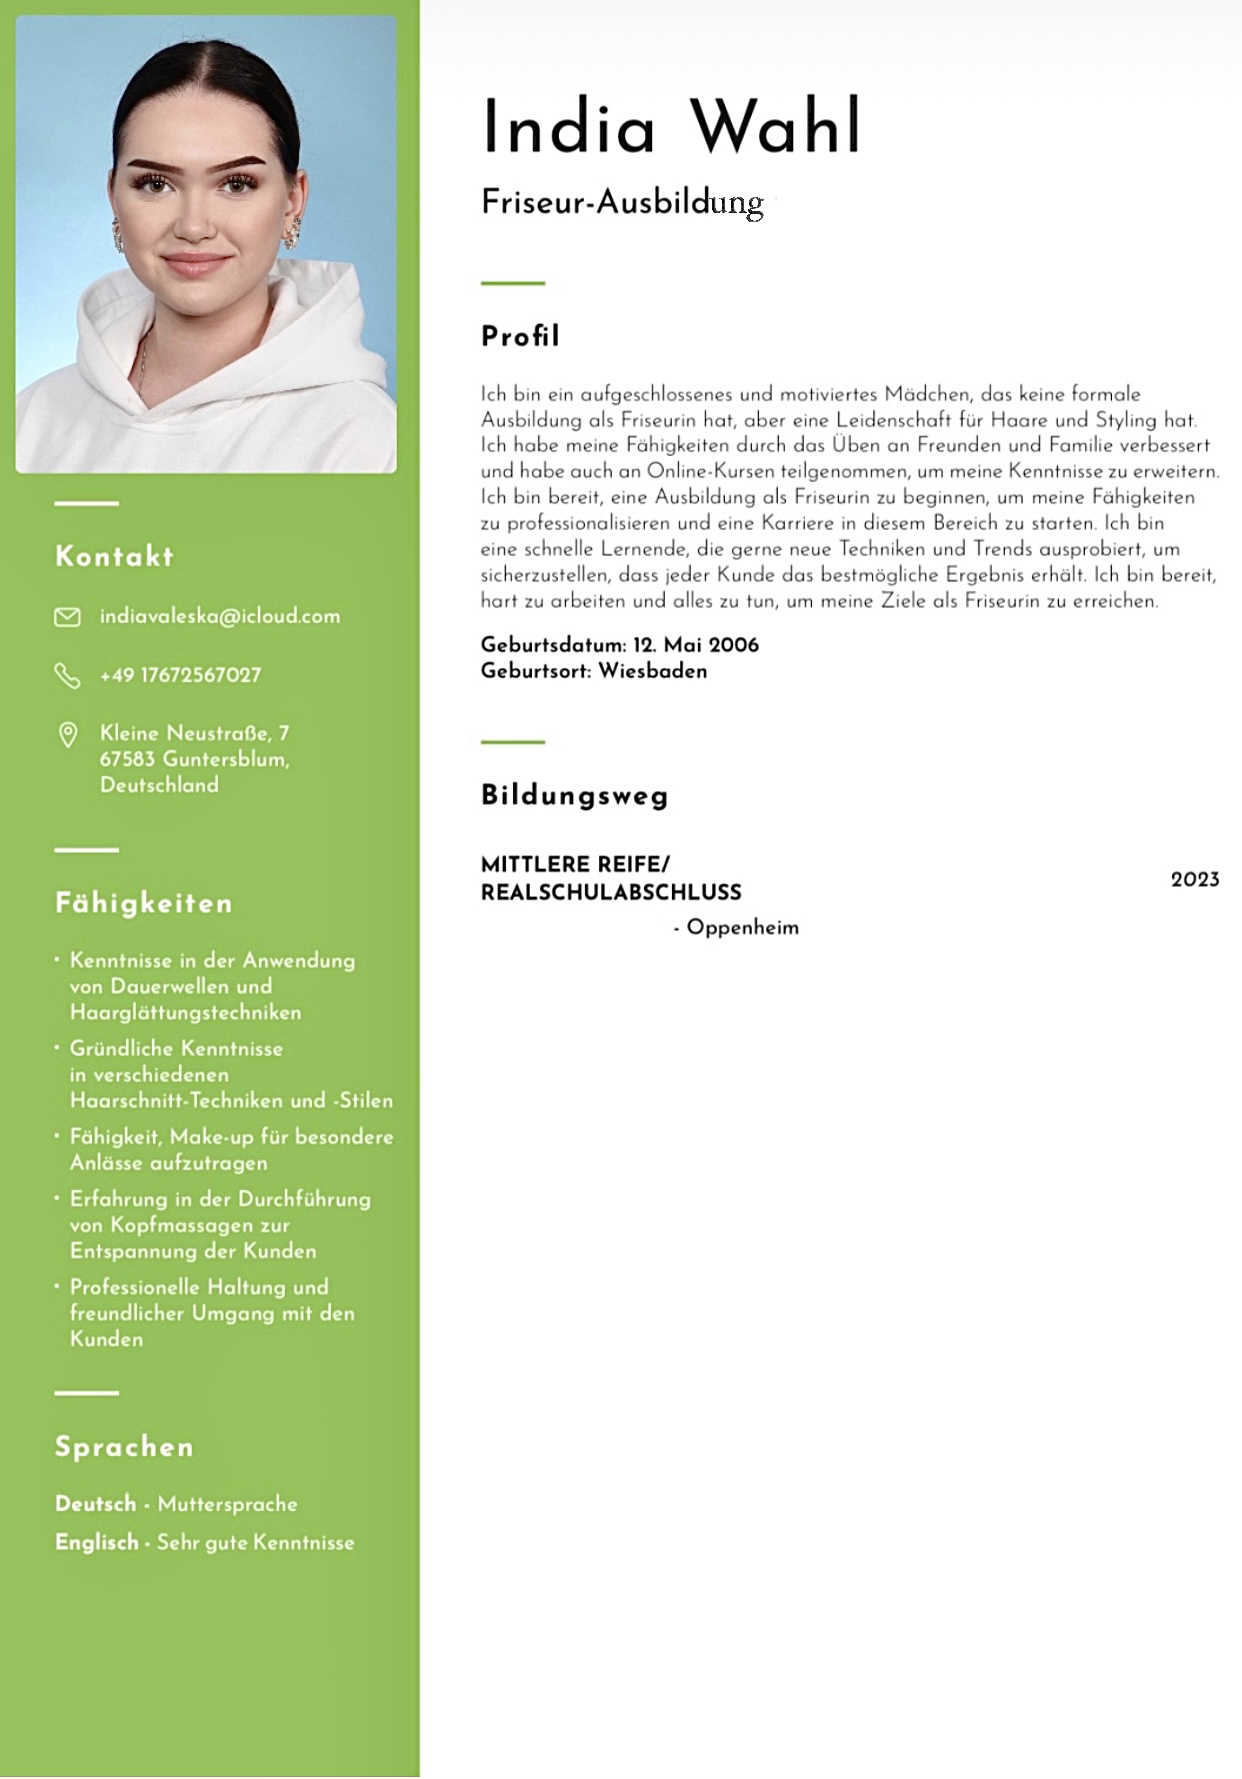 India Wahl
Friseur-Ausbildung
Profil
Ich bin ein aufgeschlossenes und motiviertes Mädchen, das keine formale
Ausbildung als Friseurin hat, aber eine Leidenschaft für Haare und Styling hat.
Ich habe meine Fähigkeiten durch das Üben an Freunden und Familie verbessert
und habe auch an Online-Kursen teilgenommen, um meine Kenntnisse zu erweitern.
Ich bin bereit, eine Ausbildung als Friseurin zu beginnen, um meine Fähigkeiten
zu professionalisieren und eine Karriere in diesem Bereich zu starten. Ich bin
eine schnelle Lernende, die gerne neue Techniken und Trends ausprobiert, um
sicherzustellen, dass jeder Kunde das bestmögliche Ergebnis erhält. Ich bin bereit,
hart zu arbeiten und alles zu tun, um meine Ziele als Friseurin zu erreichen.
Geburtsdatum: 12. Mai 2006
Geburtsort: Wiesbaden
Bildungsweg
MITTLERE REIFE/
REALSCHULABSCHLUSS
2023
- Oppenheim
Kontakt
indiavaleska@icloud.com
+49 17672567027
Kleine Neustraße, 7
67583 Guntersblum,
Deutschland
Fähigkeiten
• Kenntnisse in der Anwendung
von Dauerwellen und
Haarglättungstechniken
• Gründliche Kenntnisse
in verschiedenen
Haarschnitt-Techniken und -Stilen
• Fähigkeit, Make-up für besondere
Anlässe aufzutragen
• Erfahrung in der Durchführung
von Kopfmassagen zur
Entspannung der Kunden
• Professionelle Haltung und
freundlicher Umgang mit den
Kunden
Sprachen
Deutsch - Muttersprache
Englisch - Sehr gute Kenntnisse